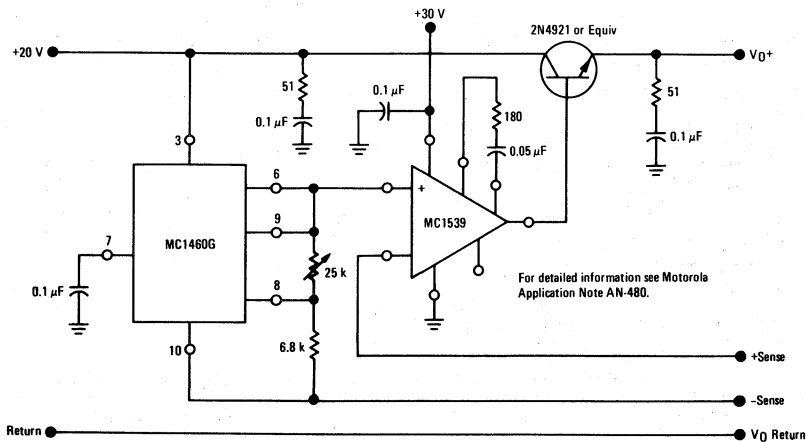 +30 V
2N4921 or Equiv
+20 V
VO+
51
0.1 µF
0.1 µF
180
0.05 µF
51
0.1 µF
3
6
+
MC1539
9
MC1460G
7
25 k
8
0.1 µF
For detailed information see Motorola
Application Note AN-480.
6.8 k
10
+Sense
−Sense
Return
VO Return